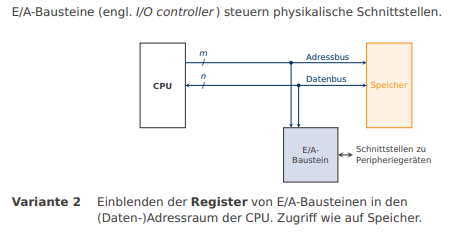 E/A-Bausteine (engl. I/O controller) steuern physikalische Schnittstellen.
m
Adressbus
n
Datenbus
CPU
Speicher
E/A-
Baustein
Schnittstellen zu
Peripheriegeräten
Variante 2 Einblenden der Register von E/A-Bausteinen in den
(Daten-)Adressraum der CPU. Zugriff wie auf Speicher.